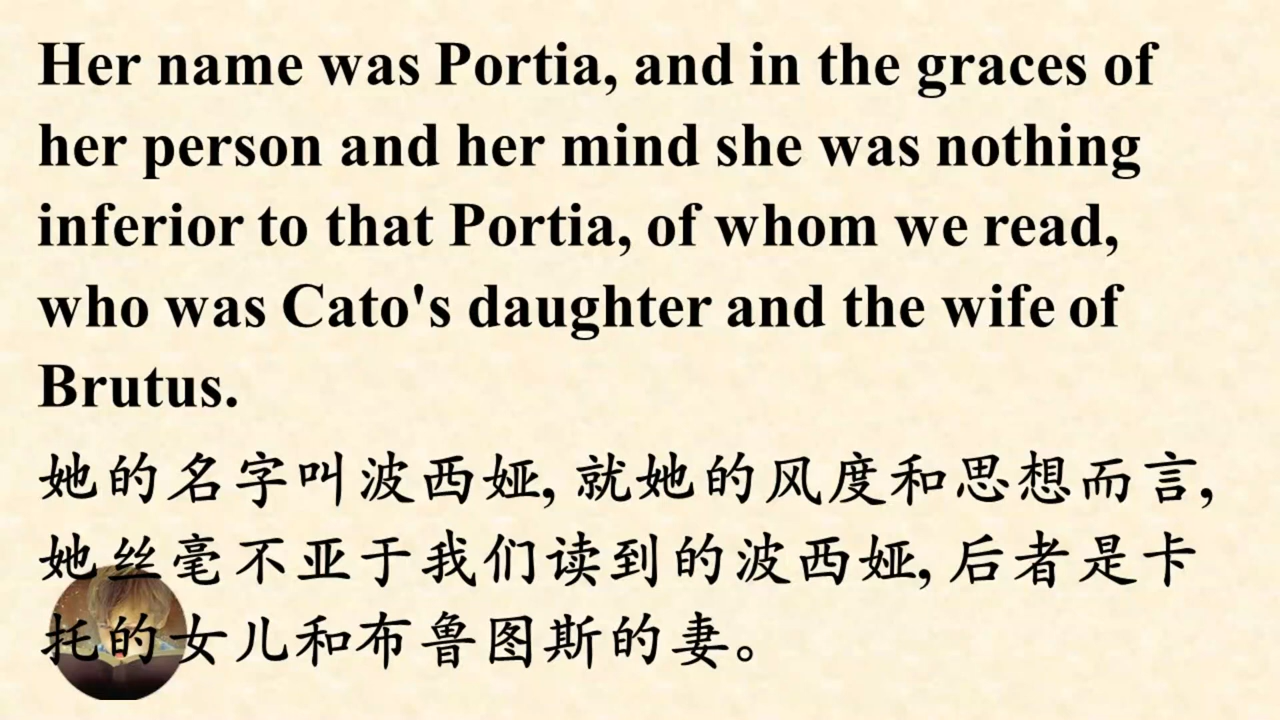 Her name was Portia, and in the graces of
her person and her mind she was nothing
inferior to that Portia, of whom we read,
who was Cato's daughter and the wife of
Brutus.
她的名字叫波西娅, 就她的风度和思想而言,
她丝毫不亚于我们读到的波西娅, 后者是卡
托的女儿和布鲁图斯的妻。